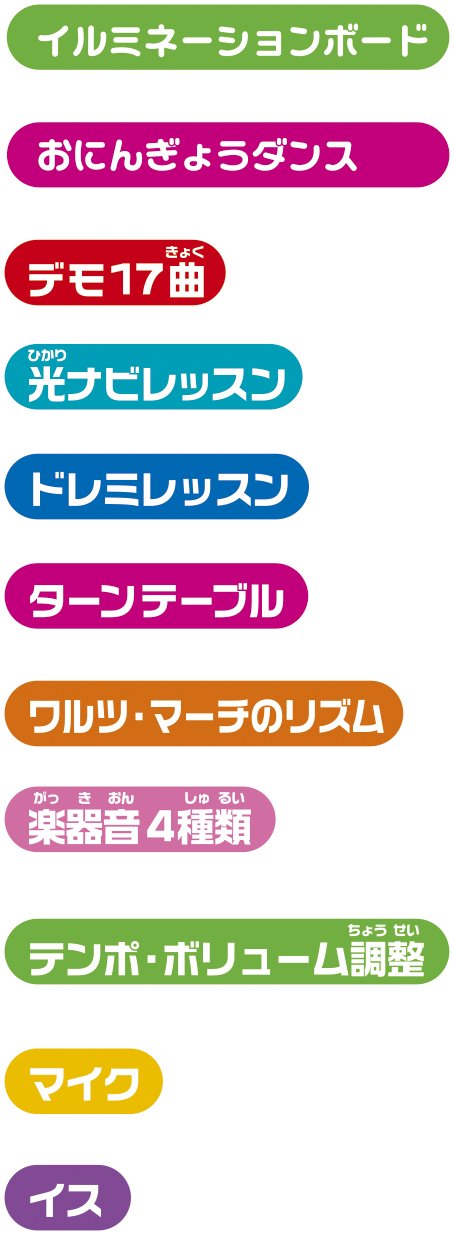 イルミネーションボード
おにんぎょうダンス
きょく
デモ17曲
ひかり
光ナビレッスン
ドレミレッスン
ターンテーブル
ワルツ・マーチのリズム
がっ き おん しゅ るい
楽器音4種類
ちょう せい
テンポ・ボリューム調整
マイク
イス